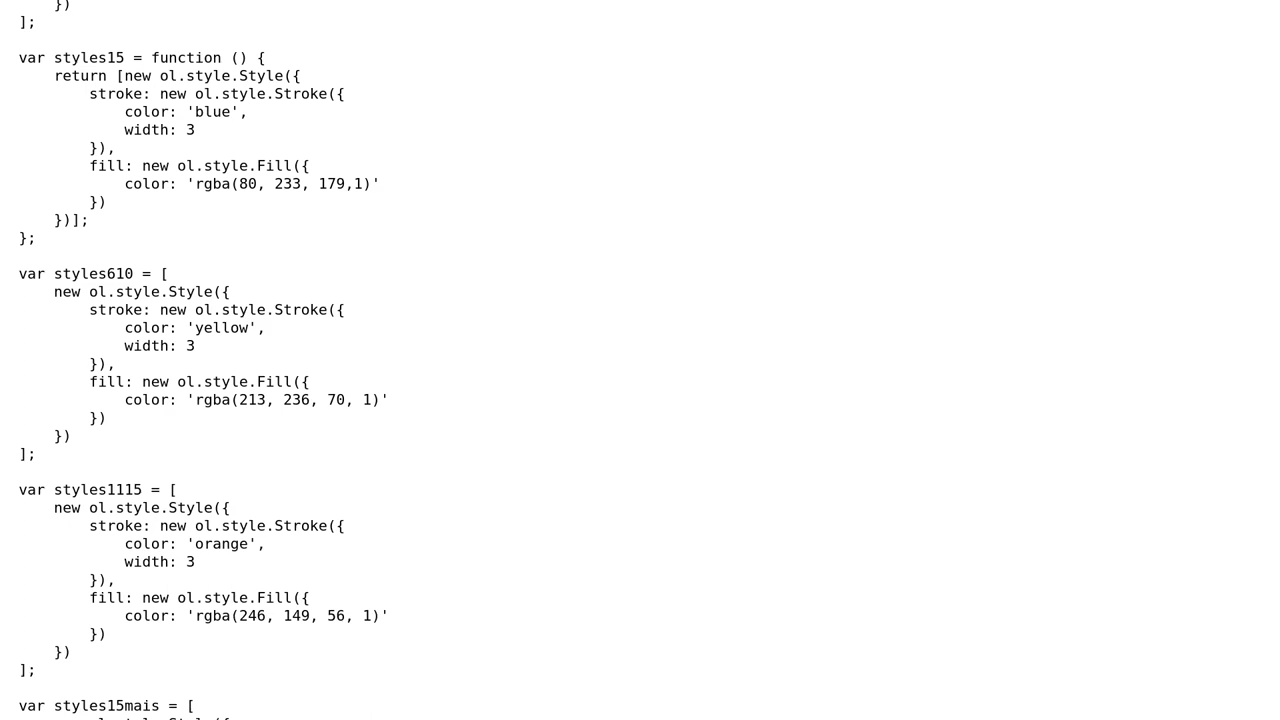 })
];

var styles15 = function () {
    return [new ol.style.Style({
        stroke: new ol.style.Stroke({
            color: 'blue',
            width: 3
        }),
        fill: new ol.style.Fill({
            color: 'rgba(80, 233, 179,1)'
        })
    })];
};

var styles610 = [
    new ol.style.Style({
        stroke: new ol.style.Stroke({
            color: 'yellow',
            width: 3
        }),
        fill: new ol.style.Fill({
            color: 'rgba(213, 236, 70, 1)'
        })
    })
];

var styles1115 = [
    new ol.style.Style({
        stroke: new ol.style.Stroke({
            color: 'orange',
            width: 3
        }),
        fill: new ol.style.Fill({
            color: 'rgba(246, 149, 56, 1)'
        })
    })
];

var styles15mais = [